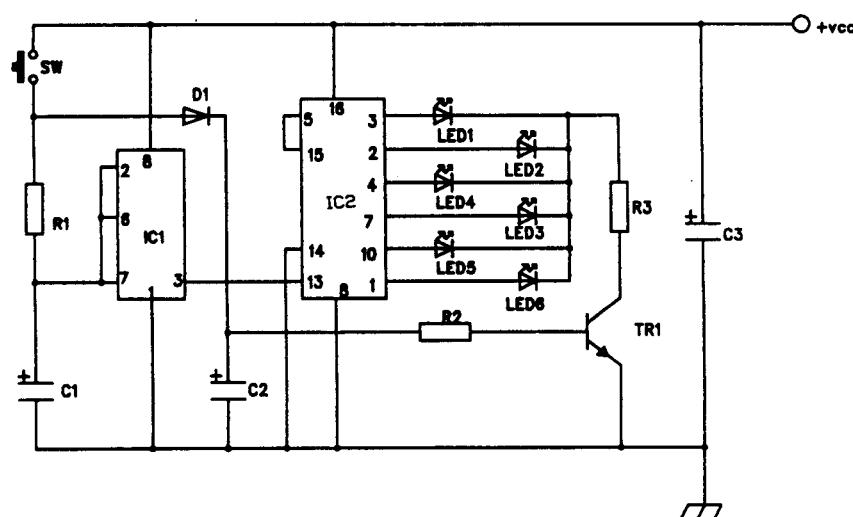 +vcc
SW
D1
16
5
3
LED1
8
15
2
LED2
2
4
R1
IC2
LED4
R3
6
7
IC1
LED3
C3
14
10
7
3
13
LED5
1
8
1
LED6
R2
TR1
C1
C2